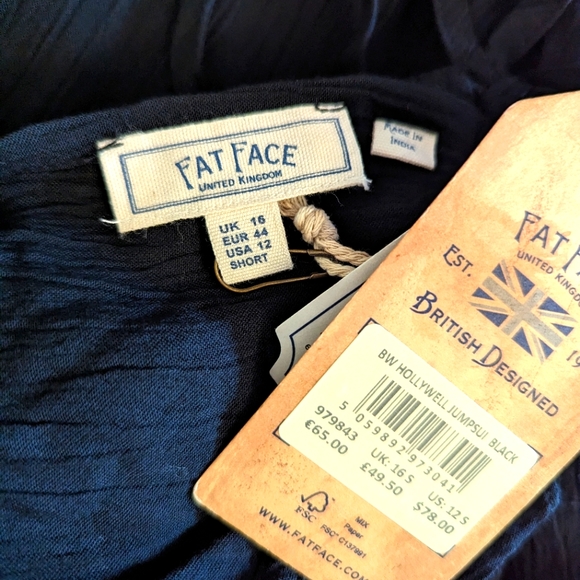 FAT FACE
UNITED KINGDOM
MADE IN
INDIA
UK 16
EUR 44
USA 12
SHORT
FAT FACE
UNITED KINGDOM
EST.
BRITISH DESIGNED
BW HOLLYWELL JUMPSUI BLACK
5 059892 973041
979843
UK: 16 S US: 12 S
€65.00 £49.50 $78.00
FSC
MIX
Paper
WWW.FATFACE.COM